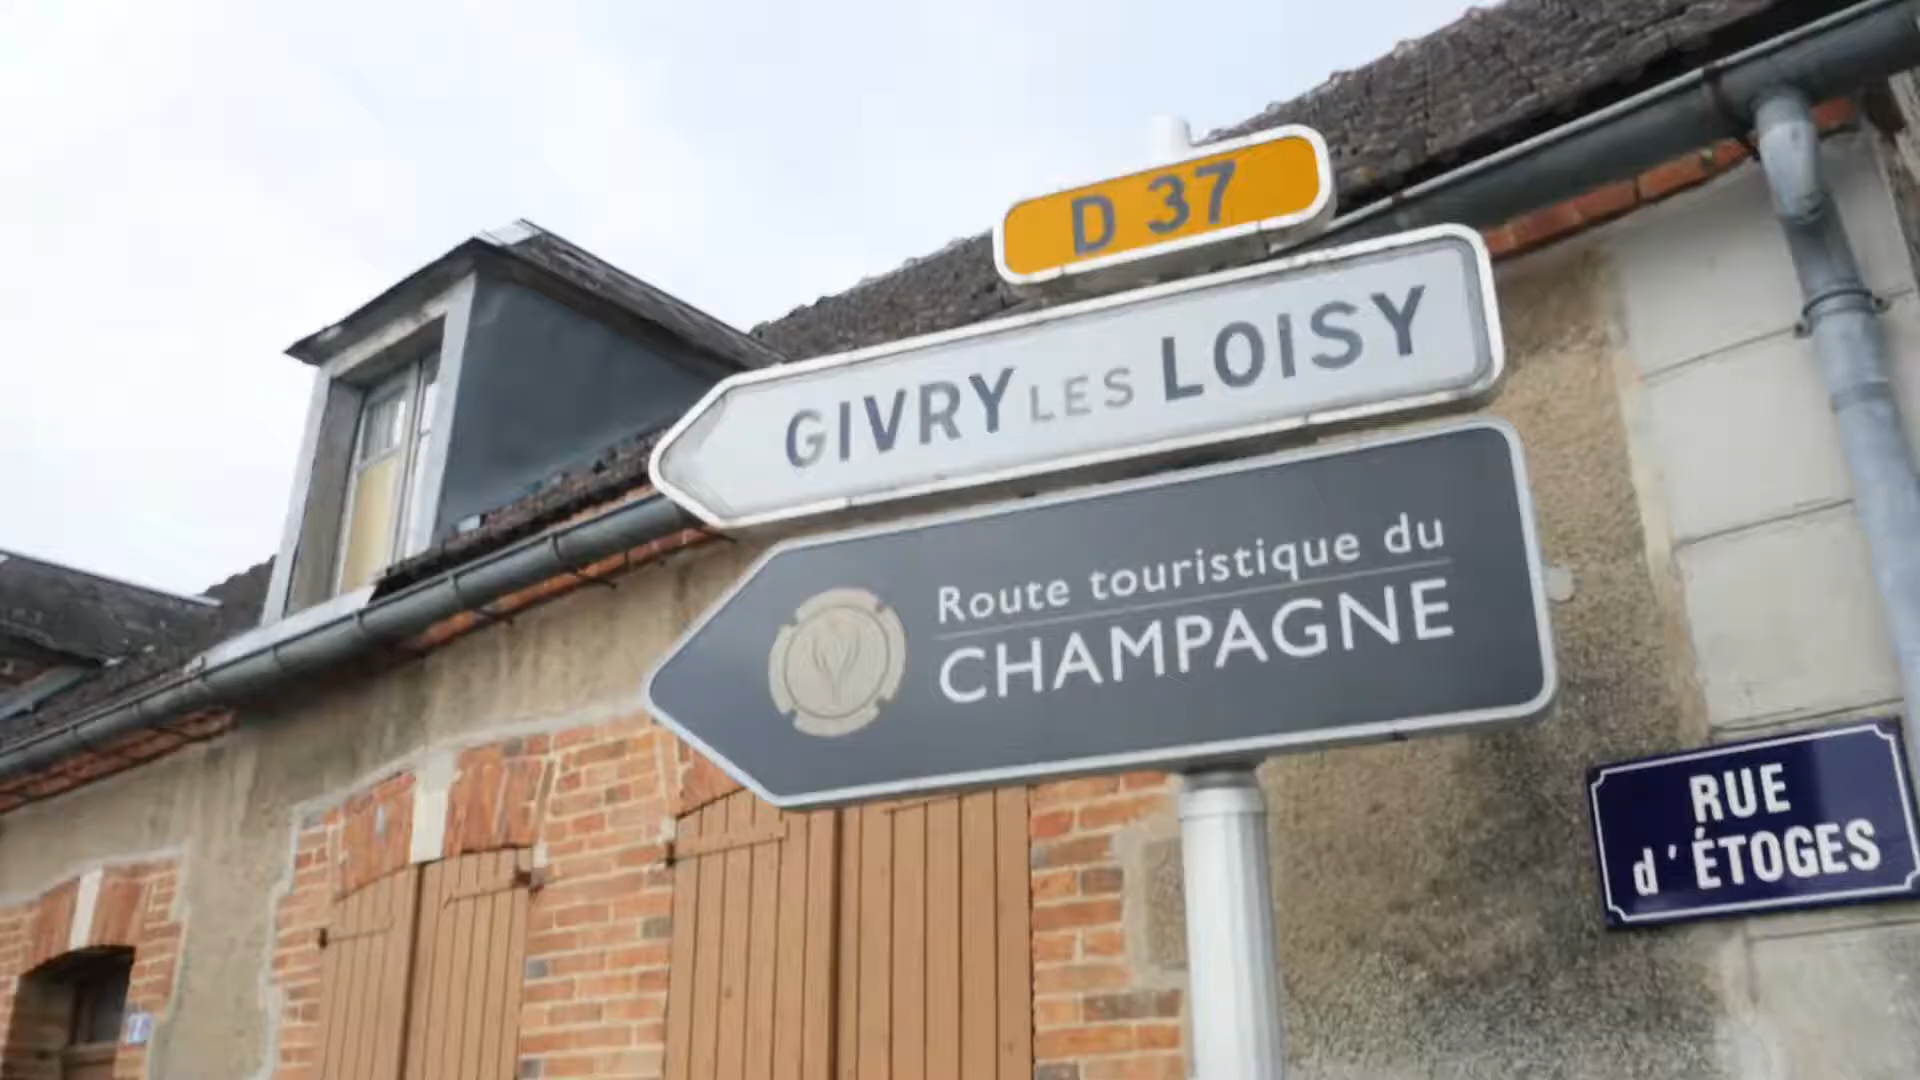 D 37
GIVRY LES LOISY
Route touristique du
CHAMPAGNE
RUE
d'ÉTOGES